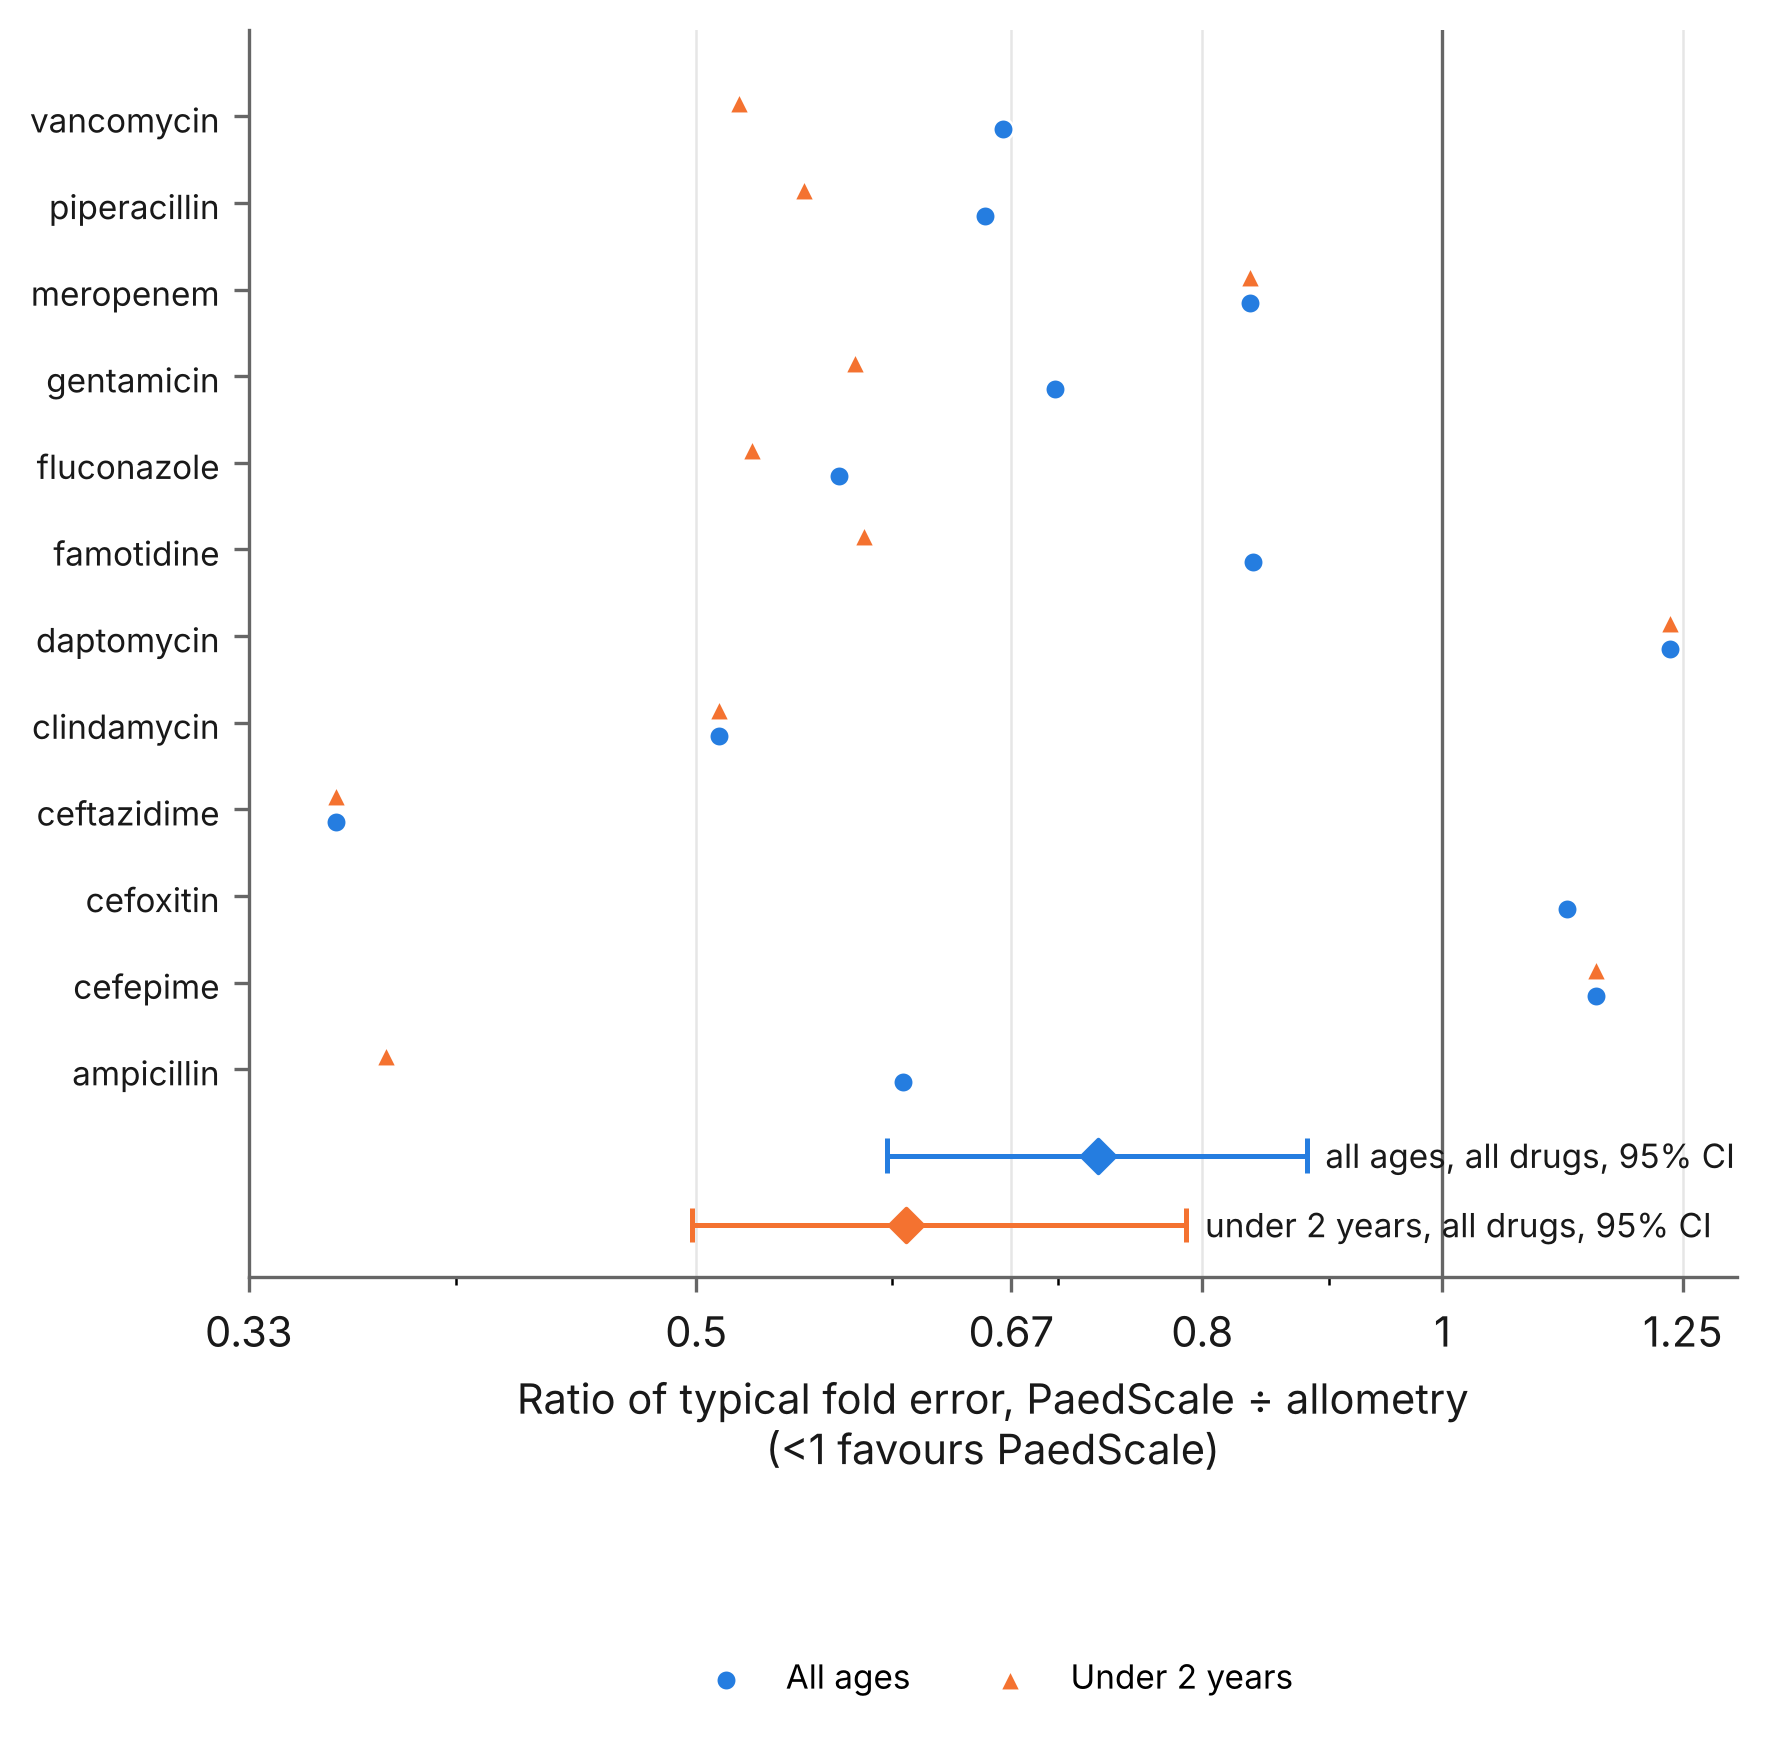 vancomycin
piperacillin
meropenem
gentamicin
fluconazole
famotidine
daptomycin
clindamycin
ceftazidime
cefoxitin
cefepime
ampicillin
all ages, all drugs, 95% CI
under 2 years, all drugs, 95% CI
0.33 0.5 0.67 0.8 1 1.25
Ratio of typical fold error, PaedScale ÷ allometry
(<1 favours PaedScale)
All ages Under 2 years